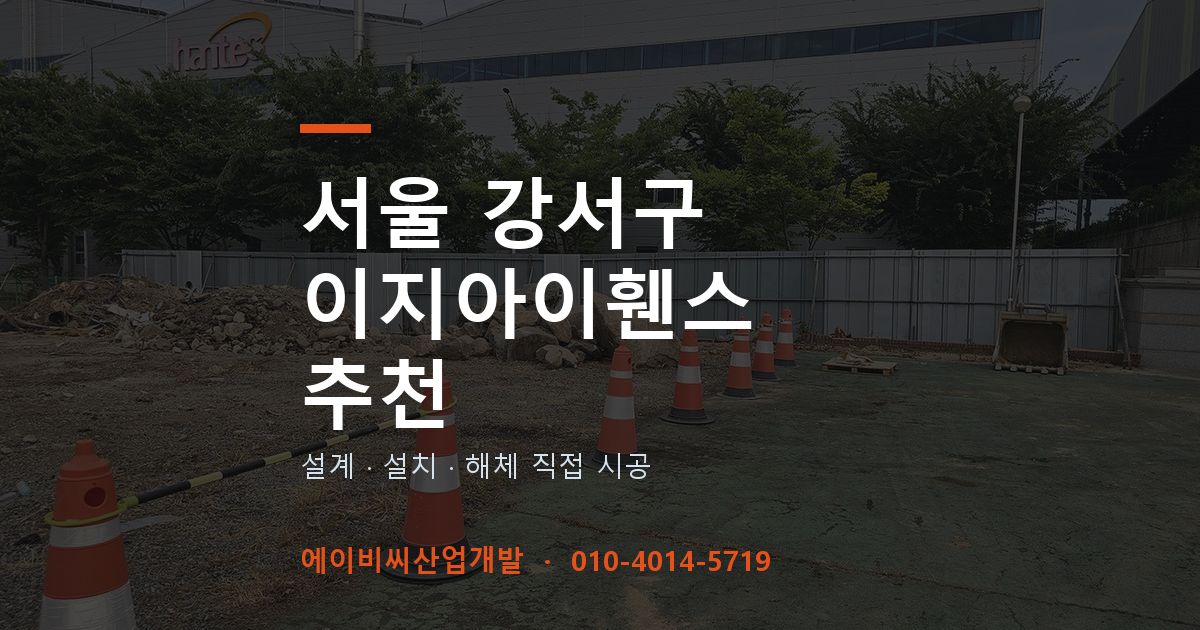 hantes
서울 강서구
이지아이휀스
추천
설계 · 설치 · 해체 직접 시공
에이비씨산업개발 · 010-4014-5719